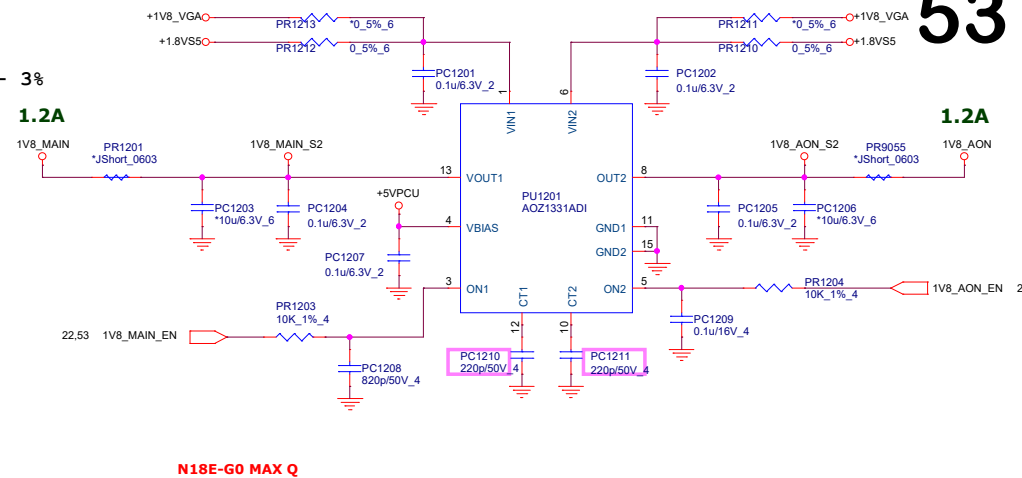 +1V8_VGA
PR1213
*0_5%_6
+1.8VS5
PR1212
0_5%_6
PR1211
*0_5%_6
+1V8_VGA
PR1210
0_5%_6
+1.8VS5
53
- 3%
PC1201
0.1u/6.3V_2
PC1202
0.1u/6.3V_2
1
6
1.2A
1.2A
VIN1
VIN2
1V8_MAIN
PR1201
*JShort_0603
1V8_MAIN_S2
1V8_AON_S2
PR9055
*JShort_0603
1V8_AON
13
VOUT1
OUT2
8
PU1201
AOZ1331ADI
+5VPCU
PC1203
*10u/6.3V_6
PC1204
0.1u/6.3V_2
PC1205
0.1u/6.3V_2
PC1206
*10u/6.3V_6
4
VBIAS
GND1
11
GND2
15
PC1207
0.1u/6.3V_2
3
ON1
ON2
5
CT1
CT2
PR1204
10K_1%_4
1V8_AON_EN
2
PR1203
10K_1%_4
PC1209
0.1u/16V_4
12
10
22,53
1V8_MAIN_EN
PC1208
820p/50V_4
PC1210
220p/50V_4
PC1211
220p/50V_4
N18E-G0 MAX Q